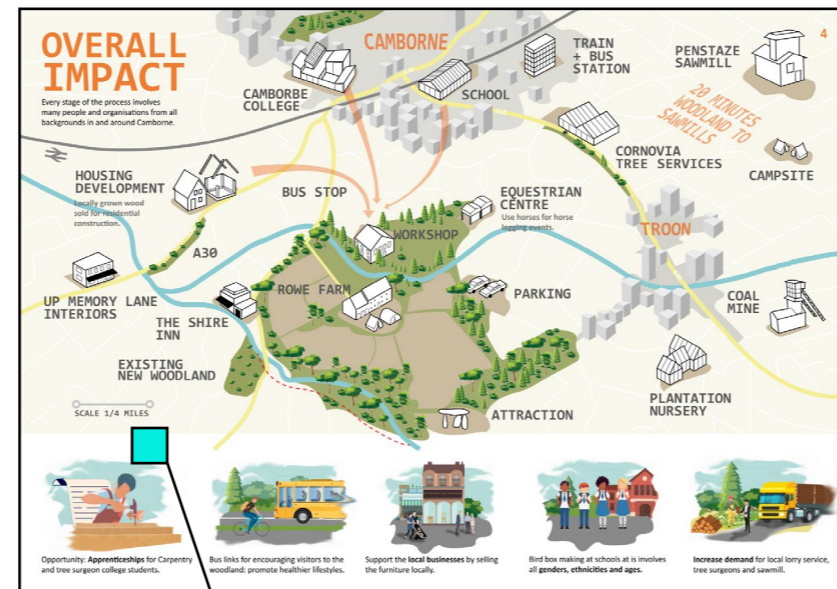 OVERALL
IMPACT
Every stage of the process involves
many people and organisations from all
backgrounds in and around Camborne.
4
CAMBORNE
CAMBORBE
COLLEGE
SCHOOL
TRAIN
+ BUS
STATION
PENSTAZE
SAWMILL
20 MINUTES
WOODLAND TO
SAWMILLS
CORNOVIA
TREE SERVICES
CAMPSITE
HOUSING
DEVELOPMENT
Locally grown wood
sold for residential
construction.
BUS STOP
EQUESTRIAN
CENTRE
Use horses for horse
logging events.
WORKSHOP
TROON
A30
ROWE FARM
UP MEMORY LANE
INTERIORS
THE SHIRE
INN
PARKING
COAL
MINE
EXISTING
NEW WOODLAND
PLANTATION
NURSERY
SCALE 1/4 MILES
ATTRACTION
Opportunity: Apprenticeships for Carpentry
and tree surgeon college students.
Bus links for encouraging visitors to the
woodland: promote healthier lifestyles.
Support the local businesses by selling
the furniture locally.
Bird box making at schools at is involves
all genders, ethnicities and ages.
Increase demand for local lorry service,
tree surgeons and sawmill.